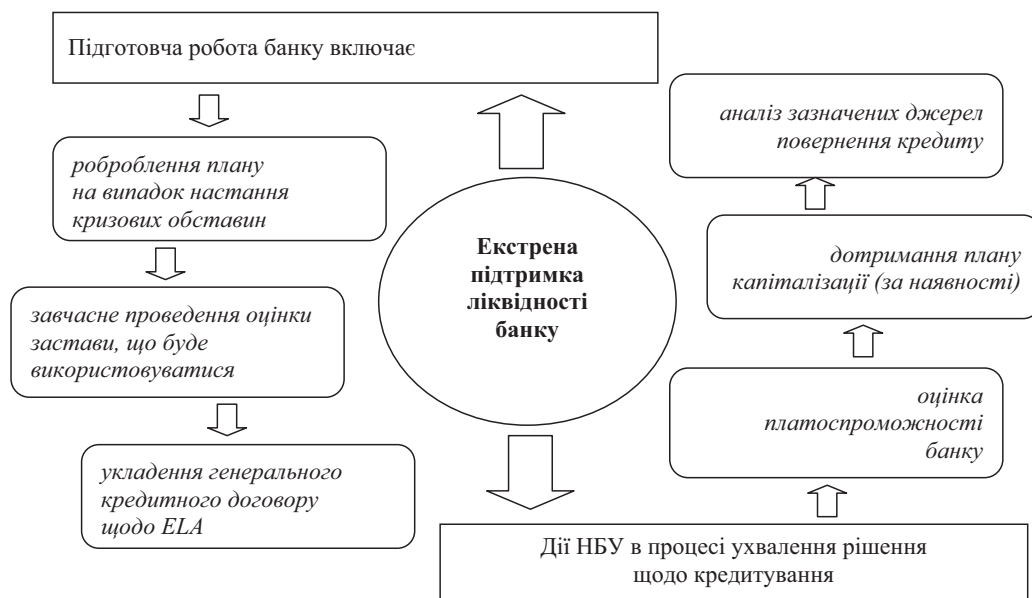 Підготовча робота банку включає
роброблення плану
на випадок настання
кризових обставин
завчасне проведення оцінки
застави, що буде
використовуватися
укладення генерального
кредитного договору
щодо ELA
Екстрена
підтримка
ліквідності
банку
аналіз зазначених джерел
повернення кредиту
дотримання плану
капіталізації (за наявності)
оцінка
платоспроможності
банку
Дії НБУ в процесі ухвалення рішення
щодо кредитування